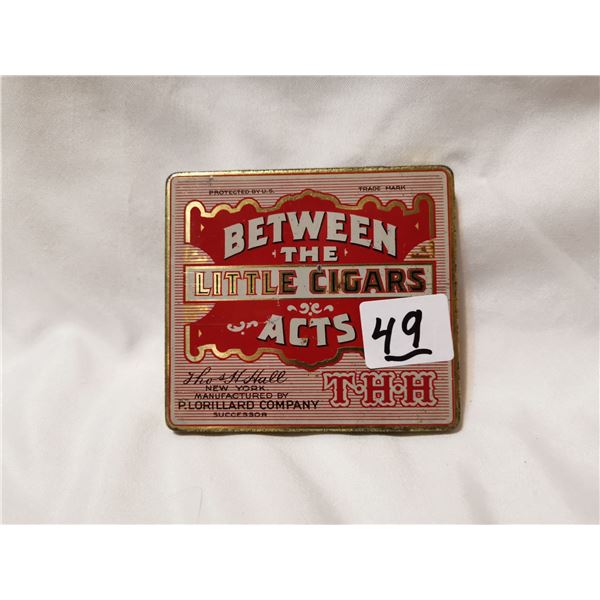 PROTECTED BY U.S. TRADE MARK
BETWEEN
THE
LITTLE CIGARS
ACTS
49
Thos H Hall
NEW YORK
MANUFACTURED BY
P. LORILLARD COMPANY
SUCCESSOR
T·H·H